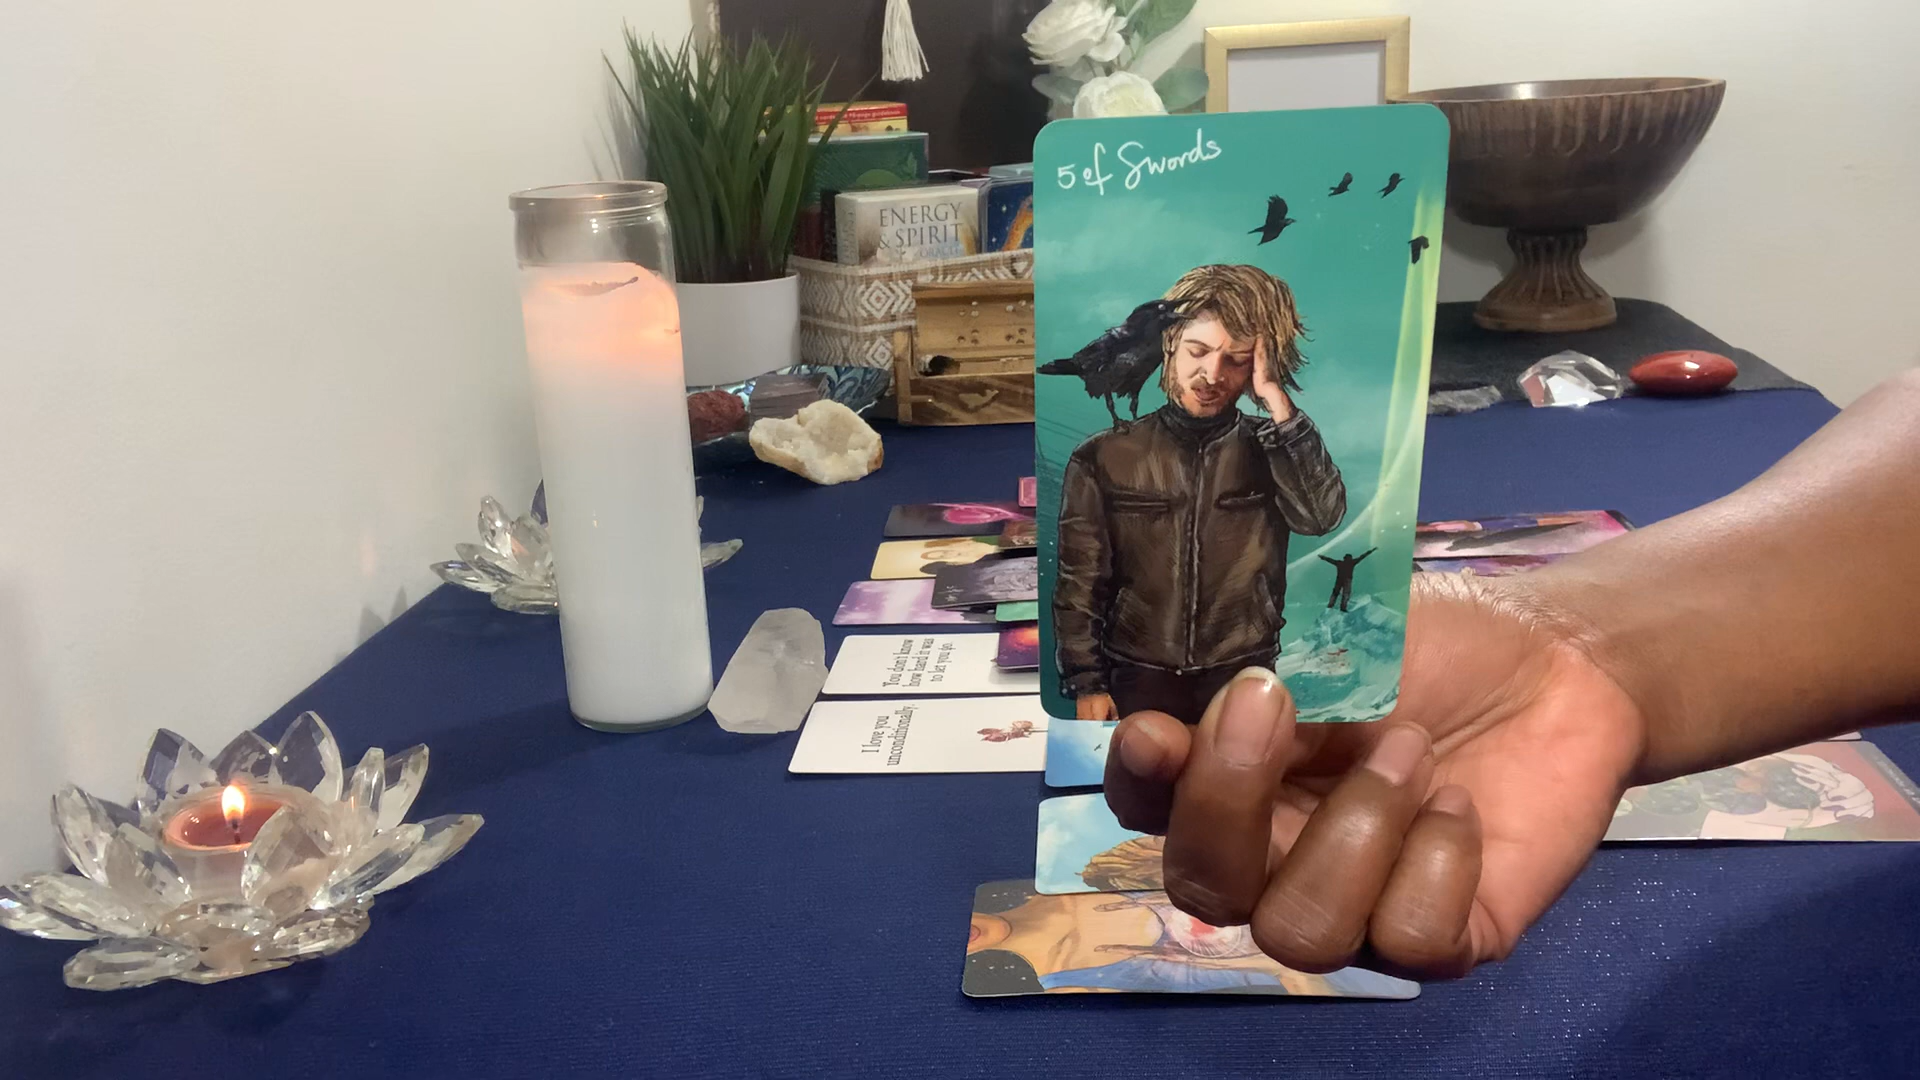 5 of Swords
ENERGY
& SPIRIT
ORACLE
You don't know
how hard it was
to let you go.
I love you
unconditionally.